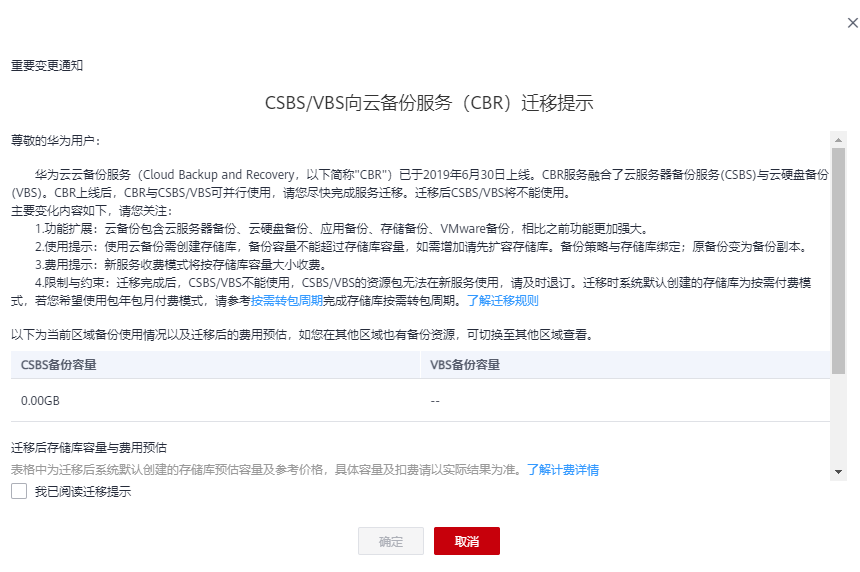 重要变更通知
CSBS/VBS向云备份服务（CBR）迁移提示
尊敬的华为用户：
华为云云备份服务（Cloud Backup and Recovery，以下简称"CBR"）已于2019年6月30日上线。CBR服务融合了云服务器备份服务(CSBS)与云硬盘备份
(VBS)。CBR上线后，CBR与CSBS/VBS可并行使用，请您尽快完成服务迁移。迁移后CSBS/VBS将不能使用。
主要变化内容如下，请您关注：
1.功能扩展：云备份包含云服务器备份、云硬盘备份、应用备份、存储备份、VMware备份，相比之前功能更加强大。
2.使用提示：使用云备份需创建存储库，备份容量不能超过存储库容量，如需增加请先扩容存储库。备份策略与存储库绑定；原备份变为备份副本。
3.费用提示：新服务收费模式将按存储库容量大小收费。
4.限制与约束：迁移完成后，CSBS/VBS不能使用，CSBS/VBS的资源包无法在新服务使用，请及时退订。迁移时系统默认创建的存储库为按需付费模
式，若您希望使用包年包月付费模式，请参考按需转包周期完成存储库按需转包周期。了解迁移规则
以下为当前区域备份使用情况以及迁移后的费用预估，如您在其他区域也有备份资源，可切换至其他区域查看。
CSBS备份容量 VBS备份容量
0.00GB --
迁移后存储库容量与费用预估
表格中为迁移后系统默认创建的存储库预估容量及参考价格，具体容量及扣费请以实际结果为准。了解计费详情
我已阅读迁移提示
确定 取消